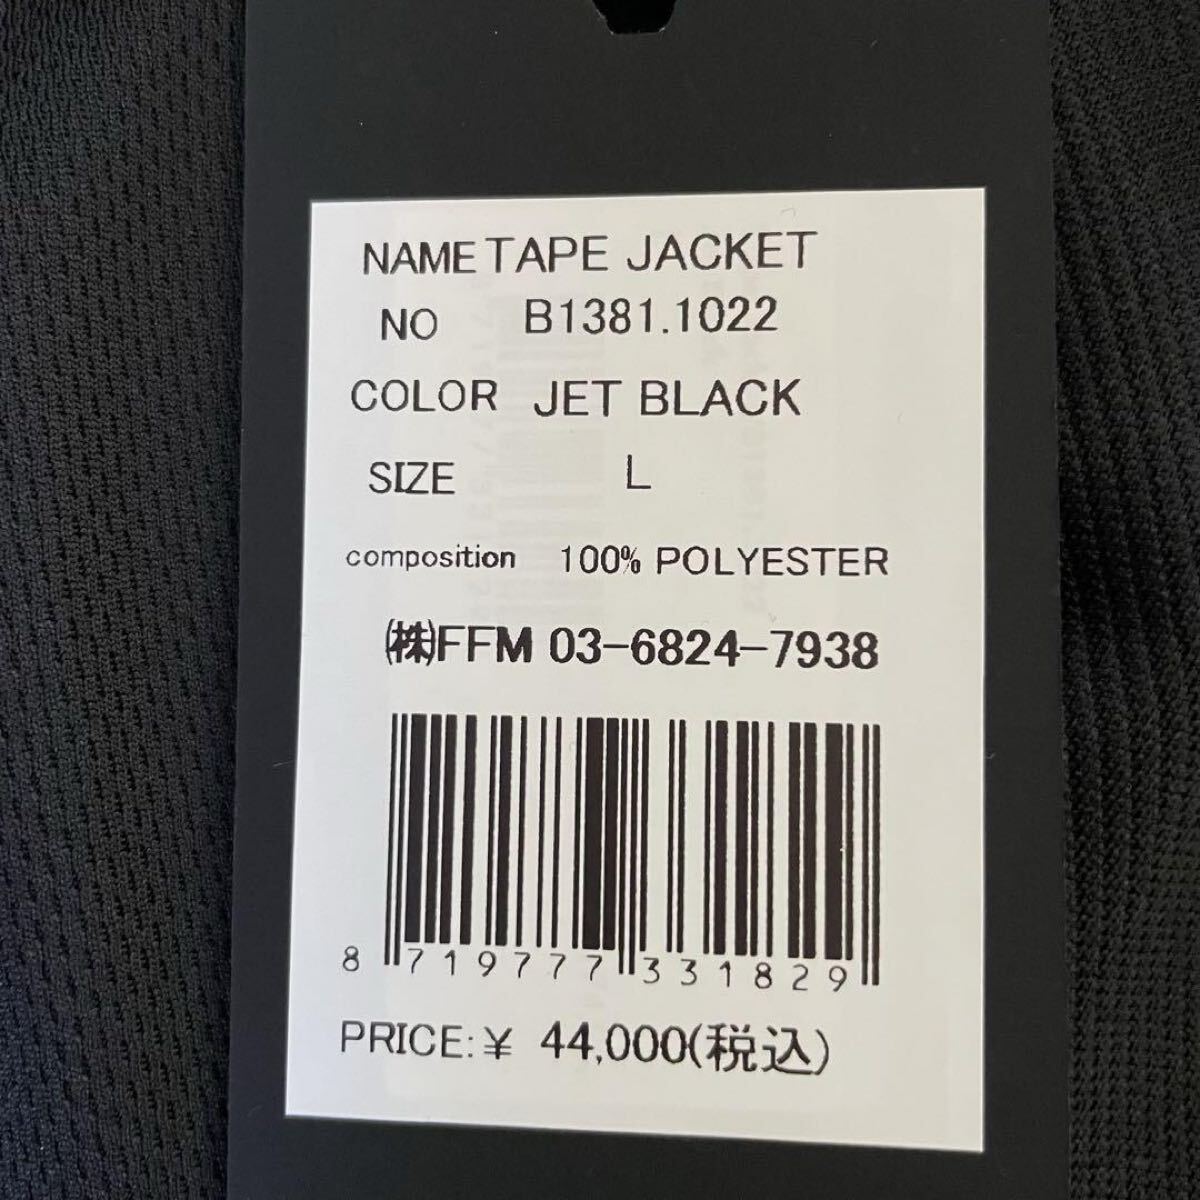 NAME TAPE JACKET
NO B1381.1022
COLOR JET BLACK
SIZE L
composition 100% POLYESTER
㈱FFM 03-6824-7938
8 719777 331829
PRICE:¥ 44,000(税込)